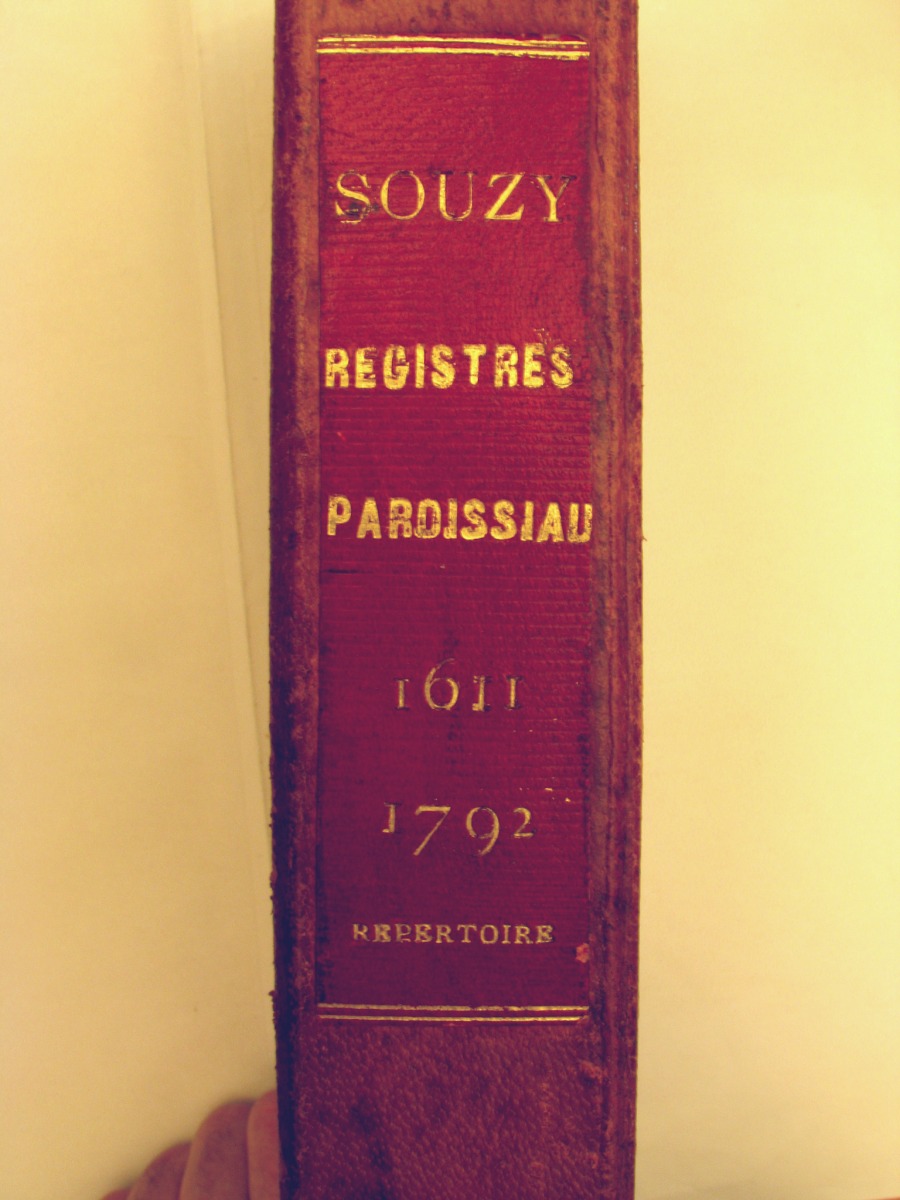 SOUZY
REGISTRES
PAROISSIAU
1611
1792
REPERTOIRE